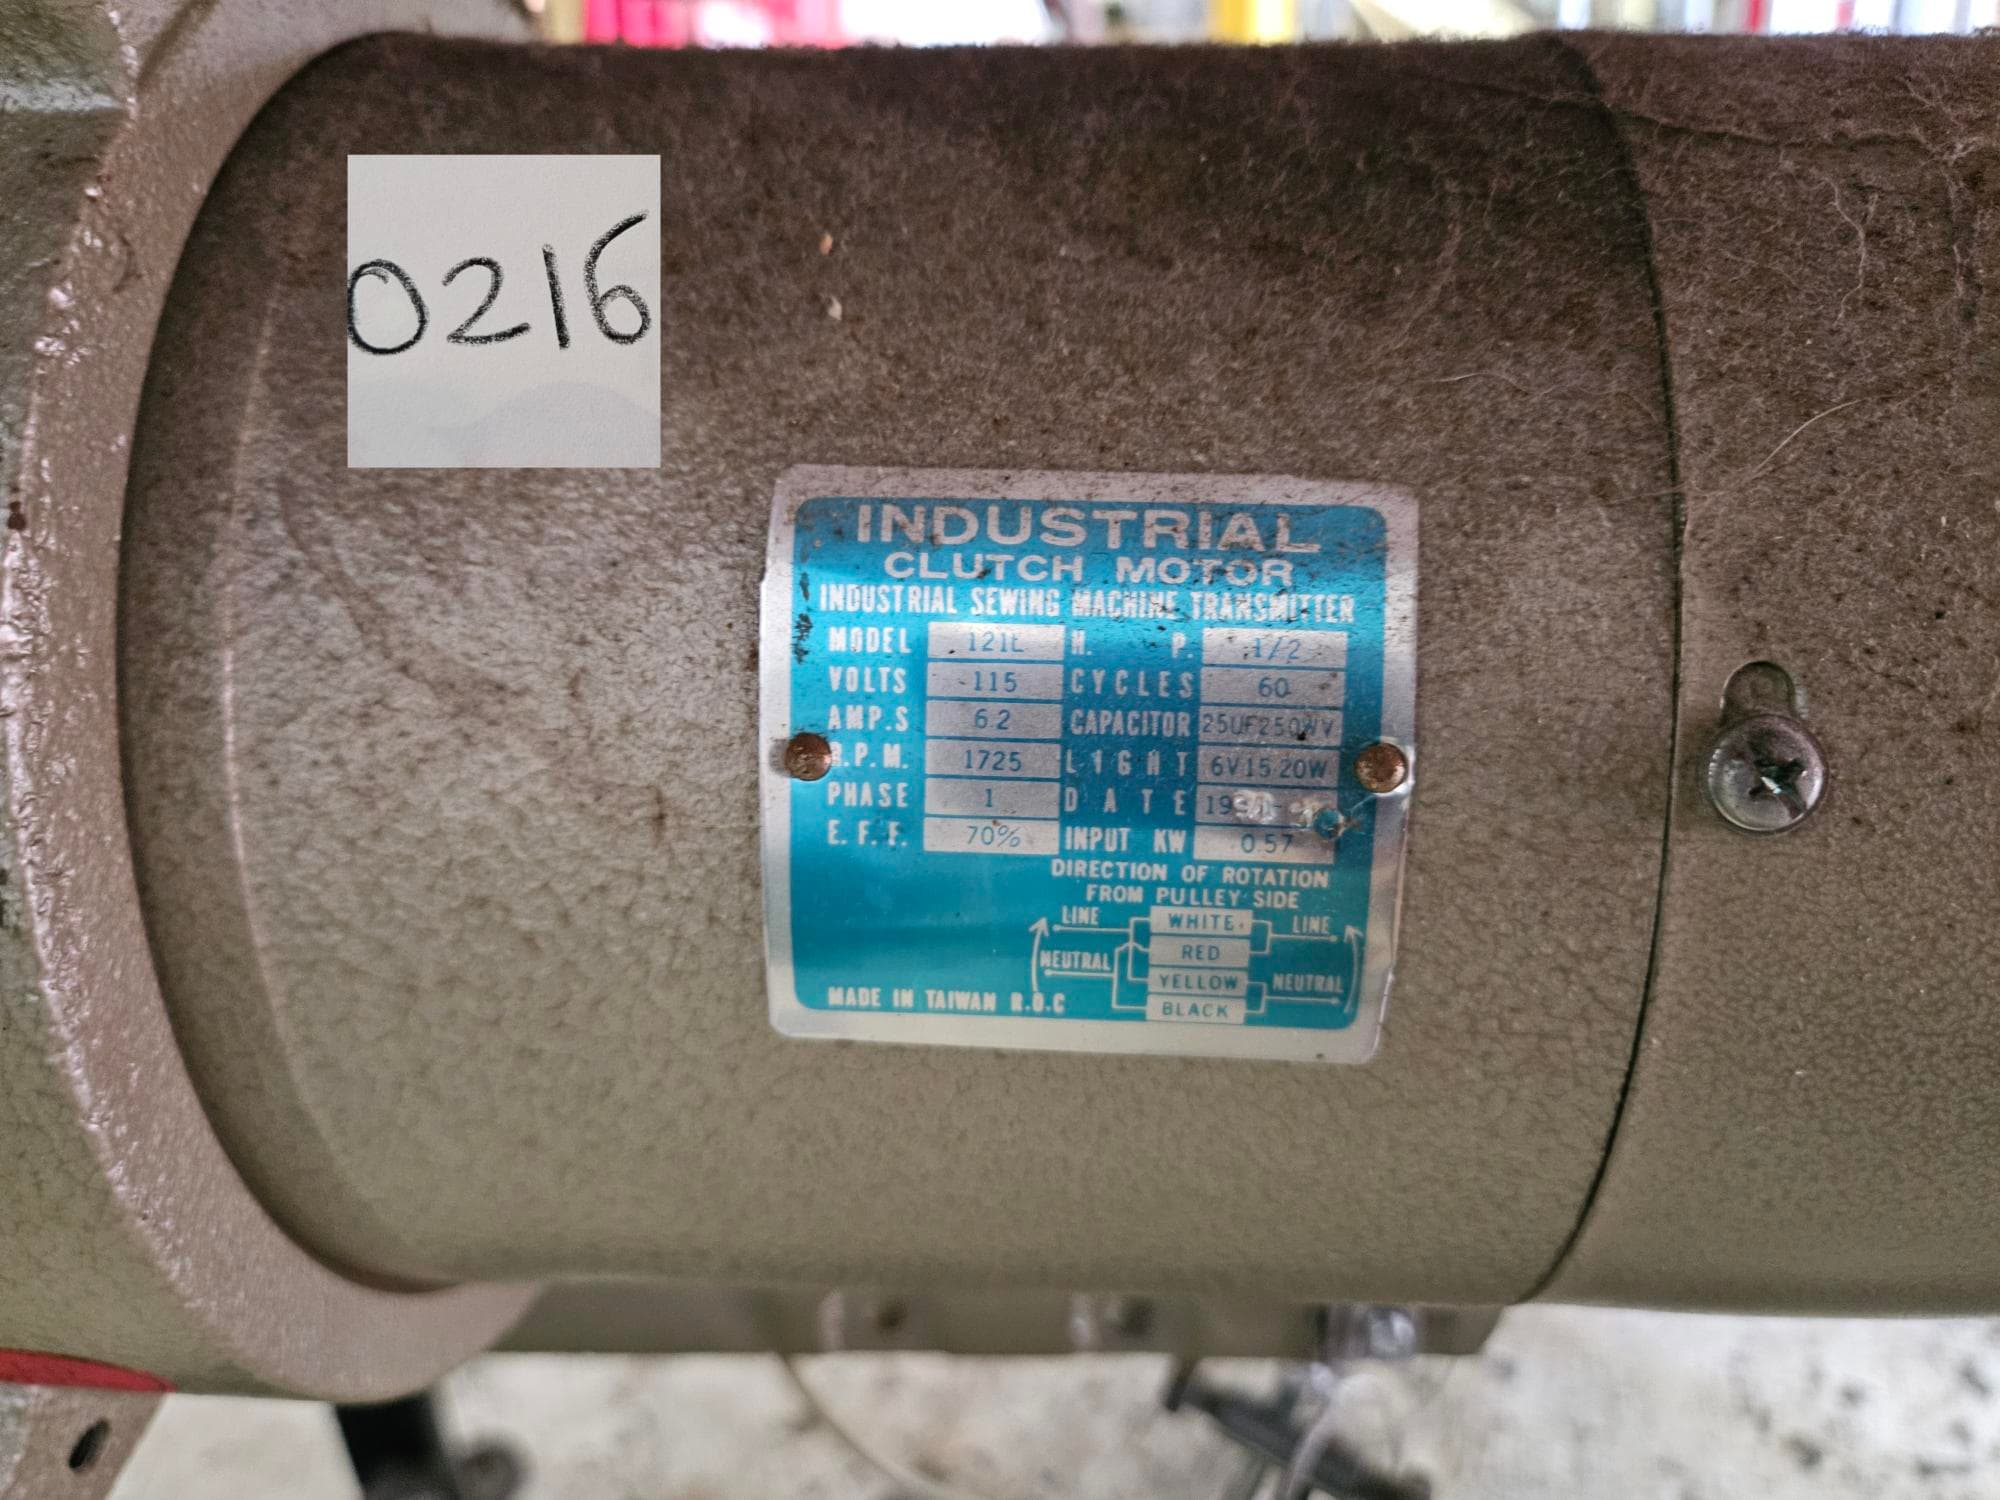 0216
INDUSTRIAL
CLUTCH MOTOR
INDUSTRIAL SEWING MACHINE TRANSMITTER
MODEL 121L H. P. 1/2
VOLTS 115 CYCLES 60
AMP.S 6.2 CAPACITOR 25UF250WV
R.P.M. 1725 LIGHT 6V15-20W
PHASE 1 DATE
E.F.F. 70% INPUT KW 0.57
DIRECTION OF ROTATION
FROM PULLEY SIDE
LINE WHITE LINE
RED
NEUTRAL YELLOW NEUTRAL
BLACK
MADE IN TAIWAN R.O.C